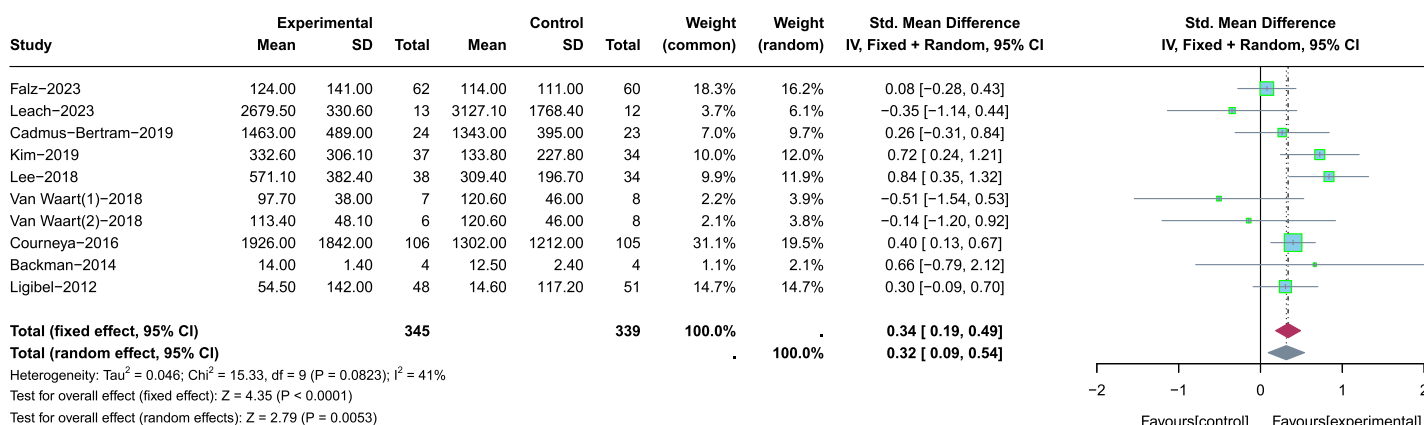 Experimental Control Weight Weight Std. Mean Difference Std. Mean Difference
Study Mean SD Total Mean SD Total (common) (random) IV, Fixed + Random, 95% CI IV, Fixed + Random, 95% CI
Falz−2023 124.00 141.00 62 114.00 111.00 60 18.3% 16.2% 0.08 [−0.28, 0.43]
Leach−2023 2679.50 330.60 13 3127.10 1768.40 12 3.7% 6.1% −0.35 [−1.14, 0.44]
Cadmus−Bertram−2019 1463.00 489.00 24 1343.00 395.00 23 7.0% 9.7% 0.26 [−0.31, 0.84]
Kim−2019 332.60 306.10 37 133.80 227.80 34 10.0% 12.0% 0.72 [ 0.24, 1.21]
Lee−2018 571.10 382.40 38 309.40 196.70 34 9.9% 11.9% 0.84 [ 0.35, 1.32]
Van Waart(1)−2018 97.70 38.00 7 120.60 46.00 8 2.2% 3.9% −0.51 [−1.54, 0.53]
Van Waart(2)−2018 113.40 48.10 6 120.60 46.00 8 2.1% 3.8% −0.14 [−1.20, 0.92]
Courneya−2016 1926.00 1842.00 106 1302.00 1212.00 105 31.1% 19.5% 0.40 [ 0.13, 0.67]
Backman−2014 14.00 1.40 4 12.50 2.40 4 1.1% 2.1% 0.66 [−0.79, 2.12]
Ligibel−2012 54.50 142.00 48 14.60 117.20 51 14.7% 14.7% 0.30 [−0.09, 0.70]
Total (fixed effect, 95% CI) 345 339 100.0% . 0.34 [ 0.19, 0.49]
Total (random effect, 95% CI) . 100.0% 0.32 [ 0.09, 0.54]
Heterogeneity: Tau² = 0.046; Chi² = 15.33, df = 9 (P = 0.0823); I² = 41%
Test for overall effect (fixed effect): Z = 4.35 (P < 0.0001)
−2 −1 0 1 2
Test for overall effect (random effects): Z = 2.79 (P = 0.0053)
Favours[control] Favours[experimental]